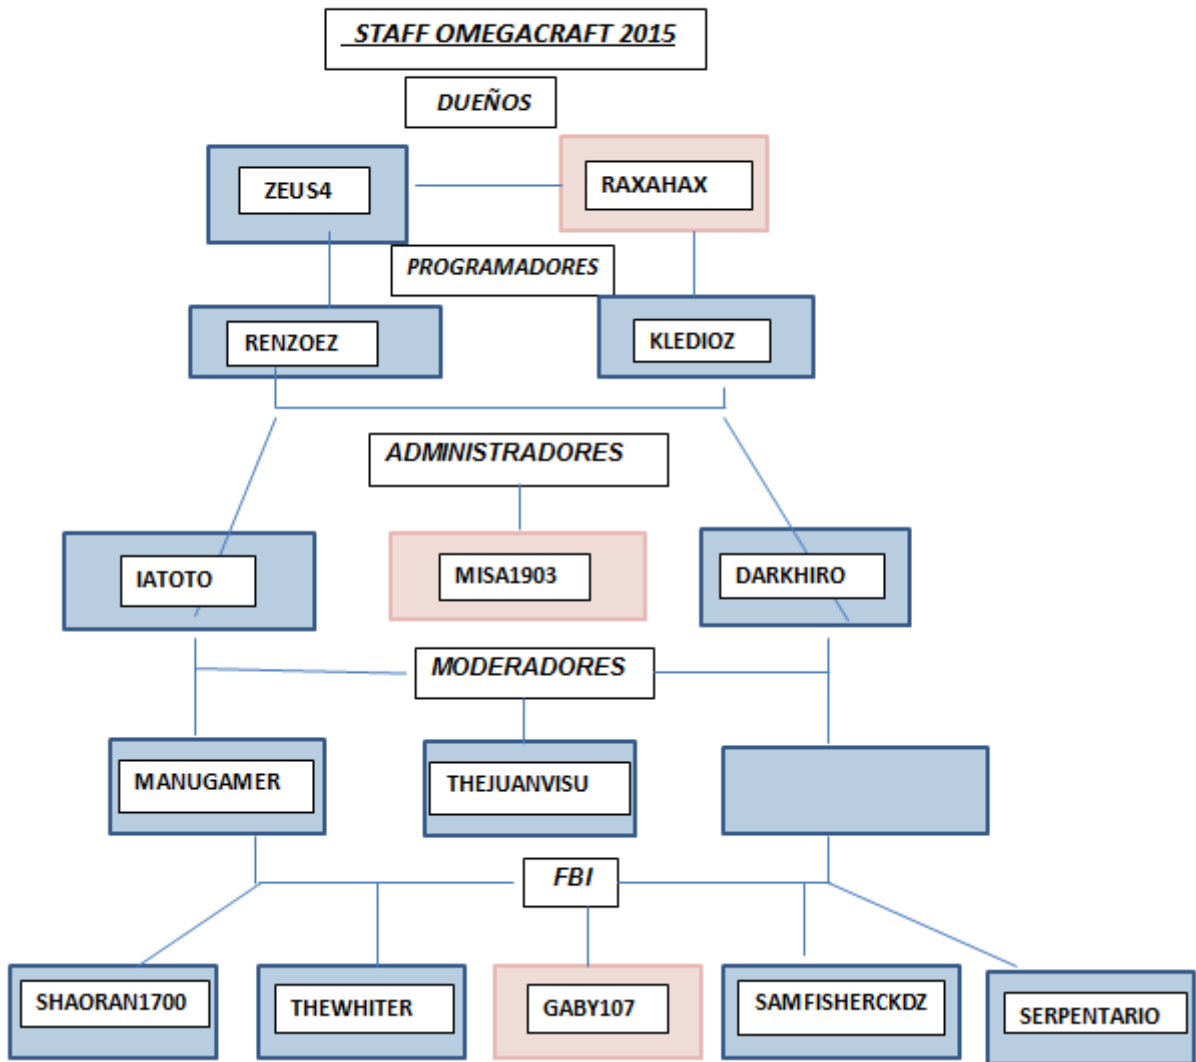 STAFF OMEGACRAFT 2015
DUEÑOS
ZEUS4
RAXAHAX
PROGRAMADORES
RENZOEZ
KLEDIOZ
ADMINISTRADORES
IATOTO
MISA1903
DARKHIRO
MODERADORES
MANUGAMER
THEJUANVISU
FBI
SHAORAN1700
THEWHITER
GABY107
SAMFISHERCKDZ
SERPENTARIO